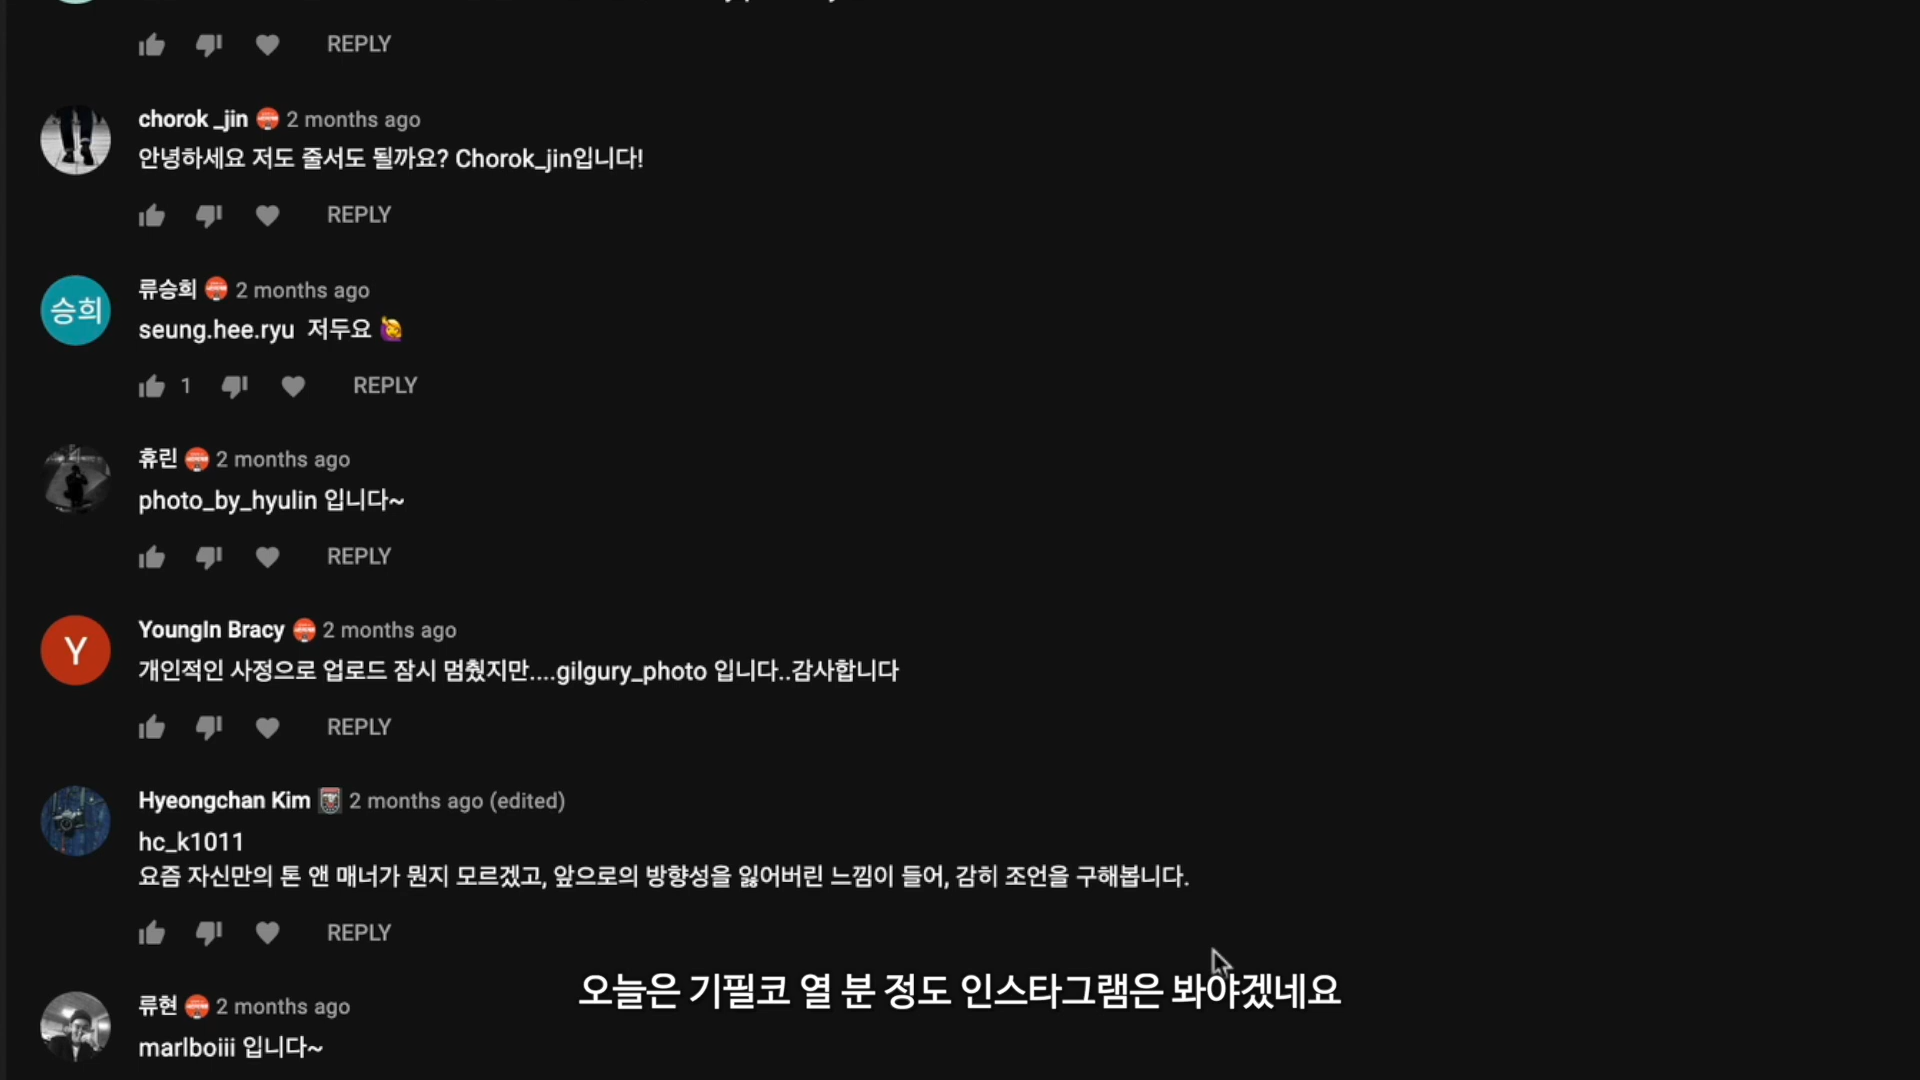 REPLY
chorok _jin 2 months ago
안녕하세요 저도 줄서도 될까요? Chorok_jin입니다!
REPLY
승희
류승희 2 months ago
seung.hee.ryu 저두요 🙋
1 REPLY
휴린 2 months ago
photo_by_hyulin 입니다~
REPLY
Y
YoungIn Bracy 2 months ago
개인적인 사정으로 업로드 잠시 멈췄지만....gilgury_photo 입니다..감사합니다
REPLY
Hyeongchan Kim 2 months ago (edited)
hc_k1011
요즘 자신만의 톤 앤 매너가 뭔지 모르겠고, 앞으로의 방향성을 잃어버린 느낌이 들어, 감히 조언을 구해봅니다.
REPLY
오늘은 기필코 열 분 정도 인스타그램은 봐야겠네요
류현 2 months ago
marlboiii 입니다~